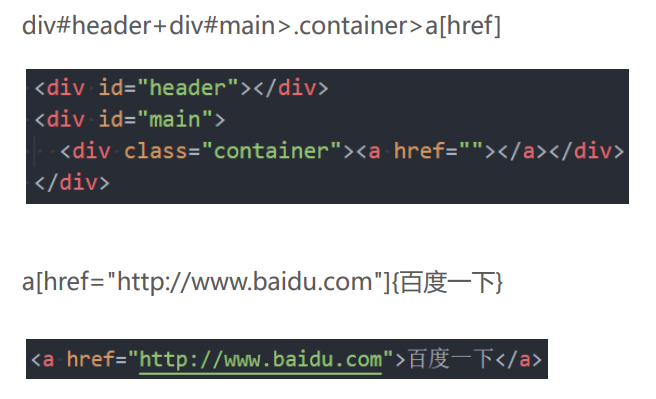 div#header+div#main>.container>a[href]
<div id="header"></div>
<div id="main">
  <div class="container"><a href=""></a></div>
</div>
a[href="http://www.baidu.com"]{百度一下}
<a href="http://www.baidu.com">百度一下</a>